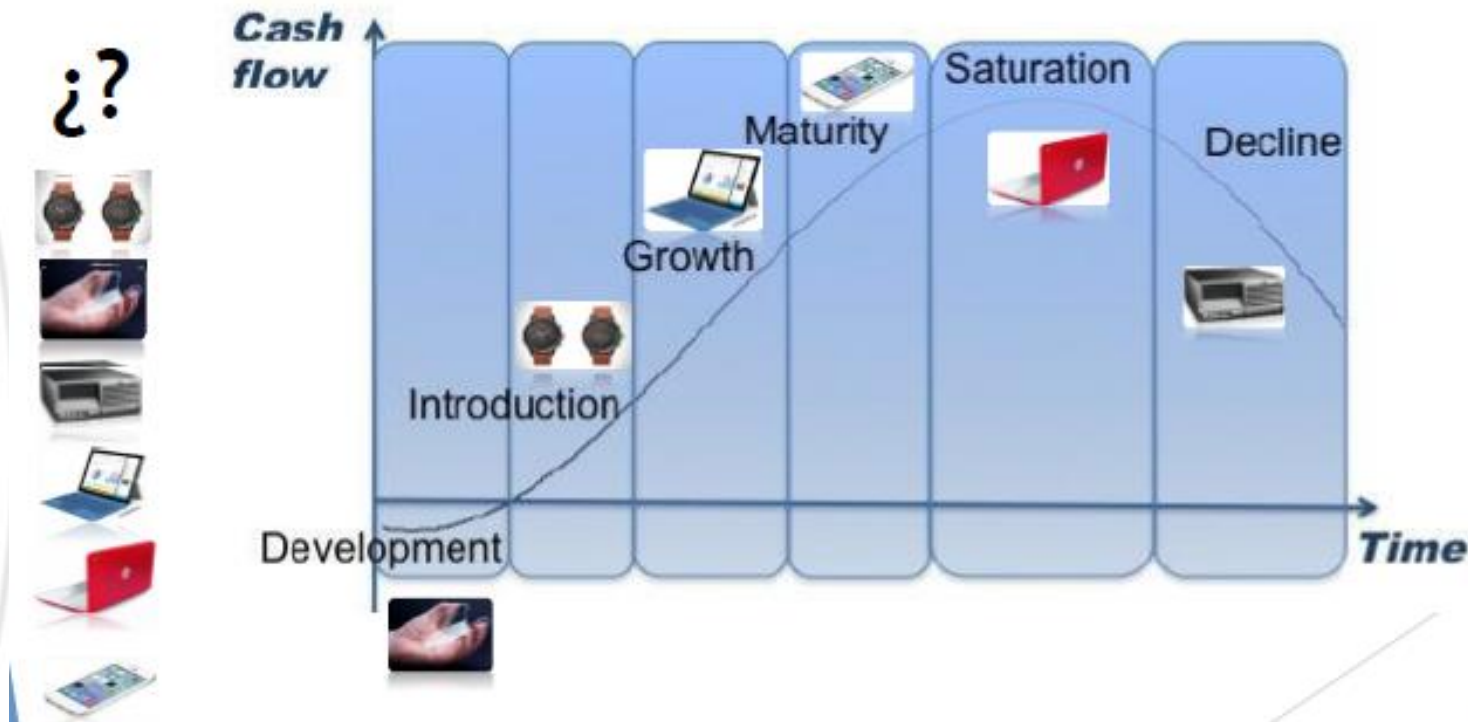 Cash
flow
¿?
Saturation
Maturity
Decline
Growth
Introduction
Development
Time